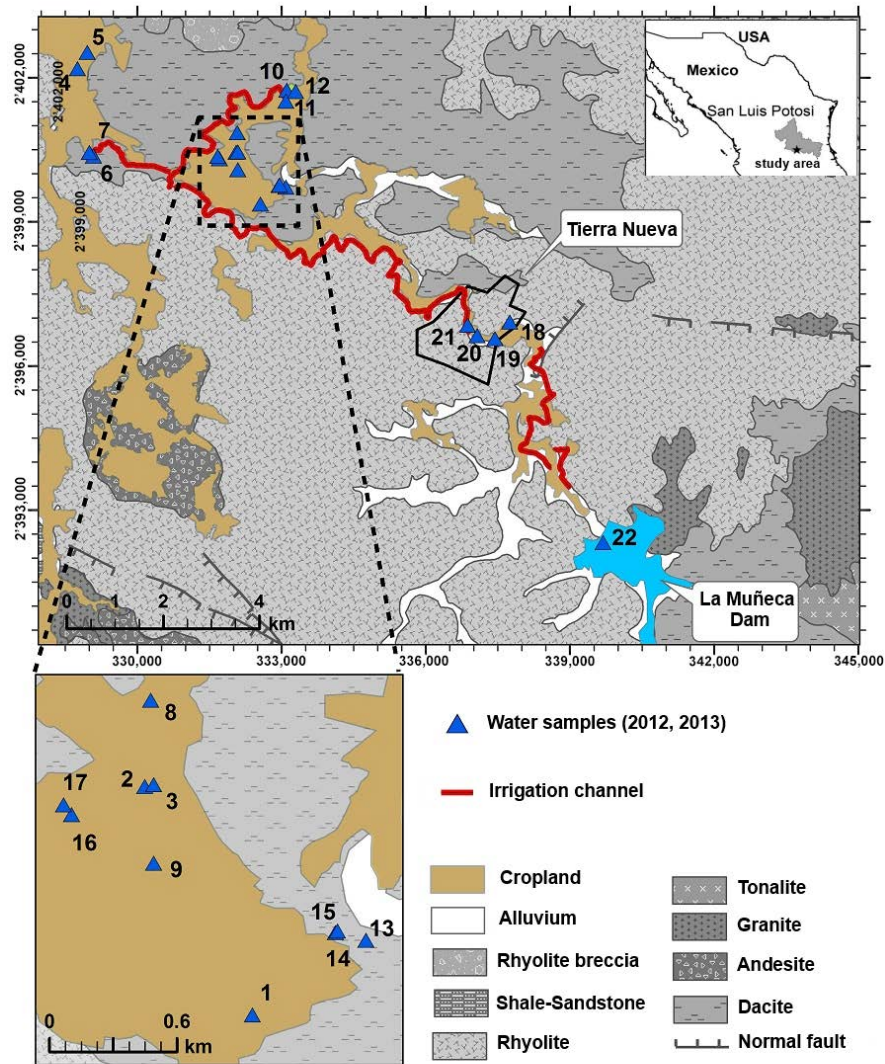 USA
Mexico
San Luis Potosi
study area
5
4
2'402,000
2'402,000
10
12
11
7
6
2'399,000
2'399,000
Tierra Nueva
18
21
20
19
2'396,000
2'393,000
22
La Muñeca
Dam
0 1 2 4
km
330,000 333,000 336,000 339,000 342,000 345,000
8
2
3
17
16
9
15
13
14
1
0 0.6
km
Water samples (2012, 2013)
Irrigation channel
Cropland
Alluvium
Rhyolite breccia
Shale-Sandstone
Rhyolite
Tonalite
Granite
Andesite
Dacite
Normal fault